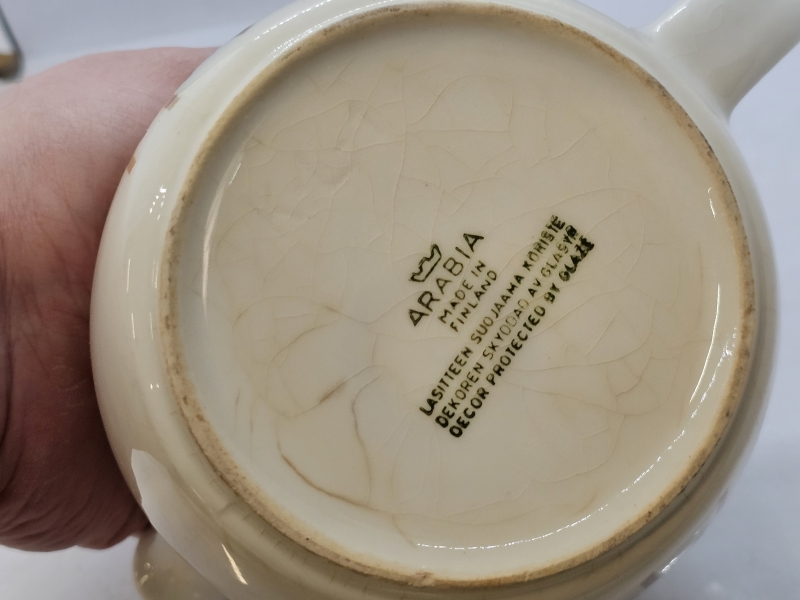 ARABIA
MADE IN
FINLAND
LASITTEEN SUOJAAMA KORISTE
DEKOREN SKYDDAD AV GLASYR
DECOR PROTECTED BY GLAZE